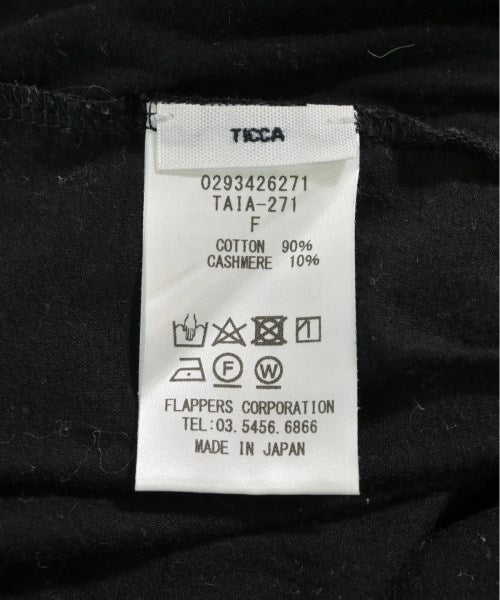 TICCA
0293426271
TAIA-271
F
COTTON 90%
CASHMERE 10%
F W
FLAPPERS CORPORATION
TEL:03.5456.6866
MADE IN JAPAN